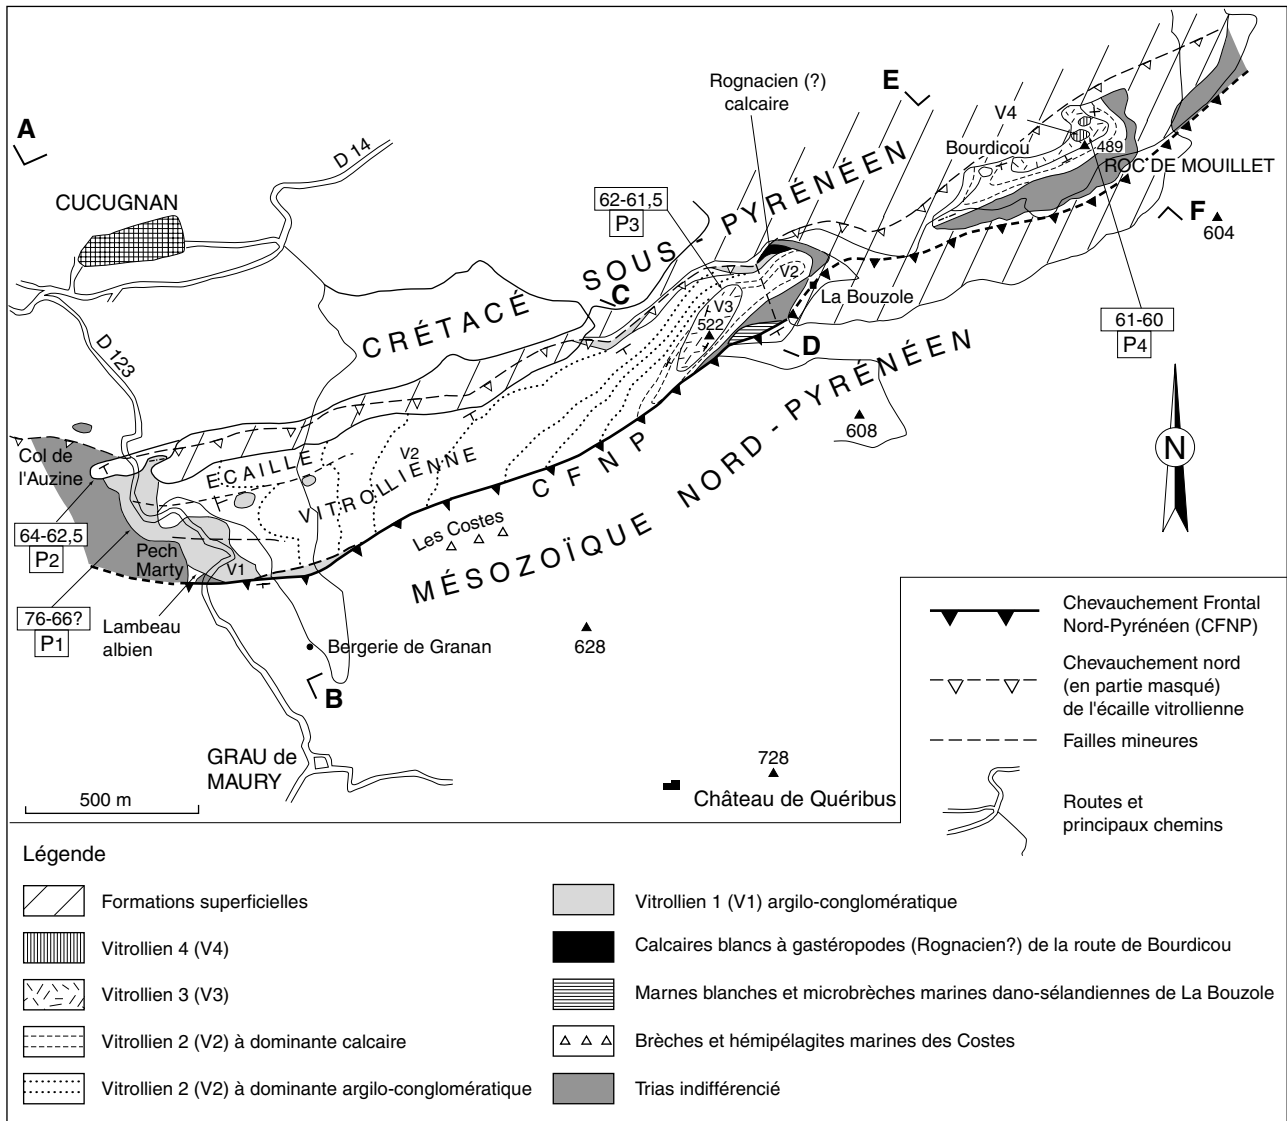 A
D 14
CUCUGNAN
Rognacien (?)
calcaire
E
V4
Bourdicou
489
ROC DE MOUILLET
F
604
62-61,5
P3
SOUS - PYRÉNÉEN
CRÉTACÉ
C
V2
V3
522
La Bouzole
D
61-60
P4
D 123
N
608
Col de
l'Auzine
ECAILLE
VITROLLIENNE
V2
CFNP
MÉSOZOÏQUE NORD - PYRÉNÉEN
Les Costes
64-62,5
P2
Pech
Marty
V1
76-66?
P1
Lambeau
albien
Bergerie de Granan
628
B
GRAU de
MAURY
728
Château de Quéribus
500 m
Chevauchement Frontal
Nord-Pyrénéen (CFNP)
Chevauchement nord
(en partie masqué)
de l'écaille vitrollienne
Failles mineures
Routes et
principaux chemins
Légende
Formations superficielles
Vitrollien 4 (V4)
Vitrollien 3 (V3)
Vitrollien 2 (V2) à dominante calcaire
Vitrollien 2 (V2) à dominante argilo-conglomératique
Vitrollien 1 (V1) argilo-conglomératique
Calcaires blancs à gastéropodes (Rognacien?) de la route de Bourdicou
Marnes blanches et microbrèches marines dano-sélandiennes de La Bouzole
Brèches et hémipélagites marines des Costes
Trias indifférencié